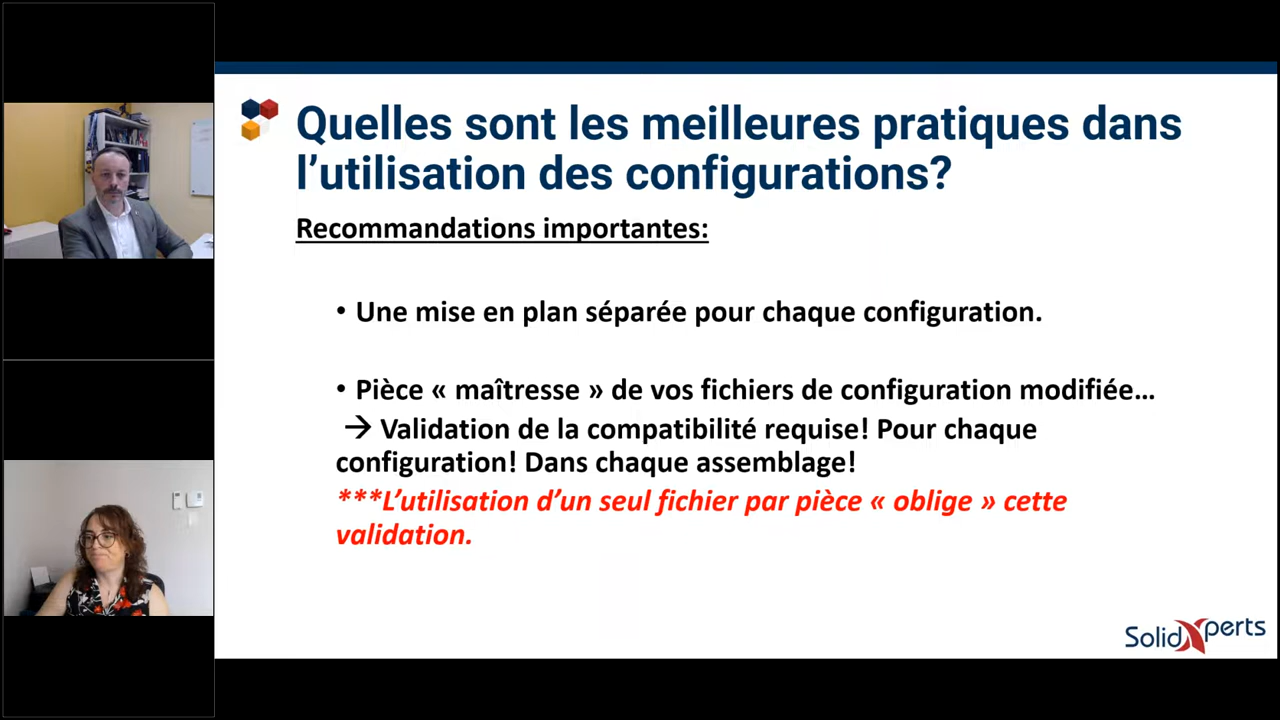 Quelles sont les meilleures pratiques dans
l’utilisation des configurations?
Recommandations importantes:
• Une mise en plan séparée pour chaque configuration.
• Pièce « maîtresse » de vos fichiers de configuration modifiée…
→ Validation de la compatibilité requise! Pour chaque
configuration! Dans chaque assemblage!
***L’utilisation d’un seul fichier par pièce « oblige » cette
validation.
SolidXperts